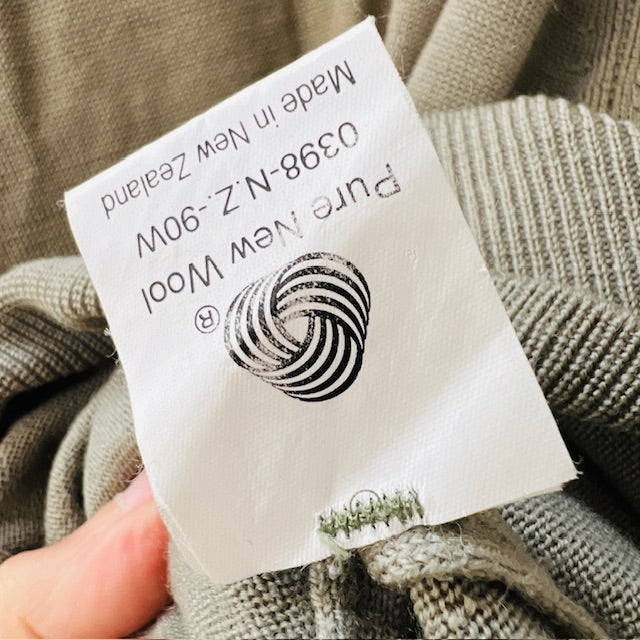 ®
Pure New Wool
0398-N.Z.-90W
Made in New Zealand